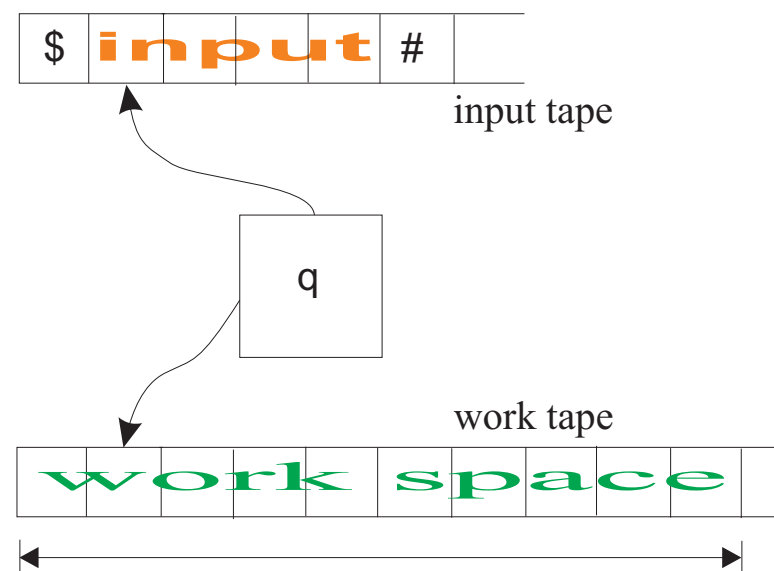 $ input #
input tape
q
work tape
work space